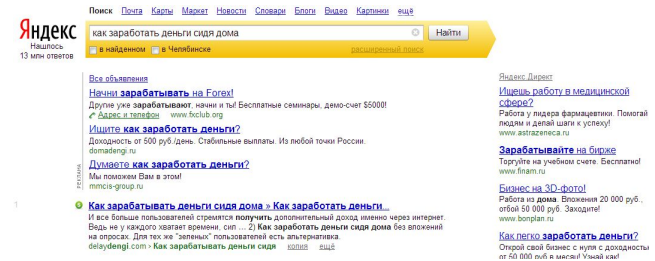 Поиск Почта Карты Маркет Новости Словари Блоги Видео Картинки ещё
Яндекс
Нашлось
13 млн ответов
как заработать деньги сидя дома
Найти
в найденном в Челябинске расширенный поиск
Все объявления
Начни зарабатывать на Forex!
Другие уже зарабатывают, начни и ты! Бесплатные семинары, демо-счет $5000!
Адрес и телефон www.fxclub.org
Ищите как заработать деньги?
Доходность от 500 руб./день. Стабильные выплаты. Из любой точки России.
domadengi.ru
Думаете как заработать деньги?
Мы поможем Вам в этом!
mmcis-group.ru
РЕКЛАМА
1
Как зарабатывать деньги сидя дома » Как заработать деньги...
И все больше пользователей стремятся получить дополнительный доход именно через интернет.
Ведь не у каждого хватает времени, сил ... 2) Как заработать деньги сидя дома без вложений
на опросах. Для тех же "зеленых" пользователей есть альтернатива.
delaydengi.com › Как зарабатывать деньги сидя копия ещё
Яндекс Директ
Ищешь работу в медицинской
сфере?
Работа у лидера фармацевтики. Помогай
людям и делай шаги к успеху!
www.astrazeneca.ru
Зарабатывайте на бирже
Торгуйте на учебном счете. Бесплатно!
www.finam.ru
Бизнес на 3D-фото!
Работа из дома. Вложения 20 000 руб.,
отбой 50 000 руб. Заходите!
www.bonplan.ru
Как легко заработать деньги?
Открой свой бизнес с нуля с доходностью
от 50 000 руб в месяц! Узнай как!